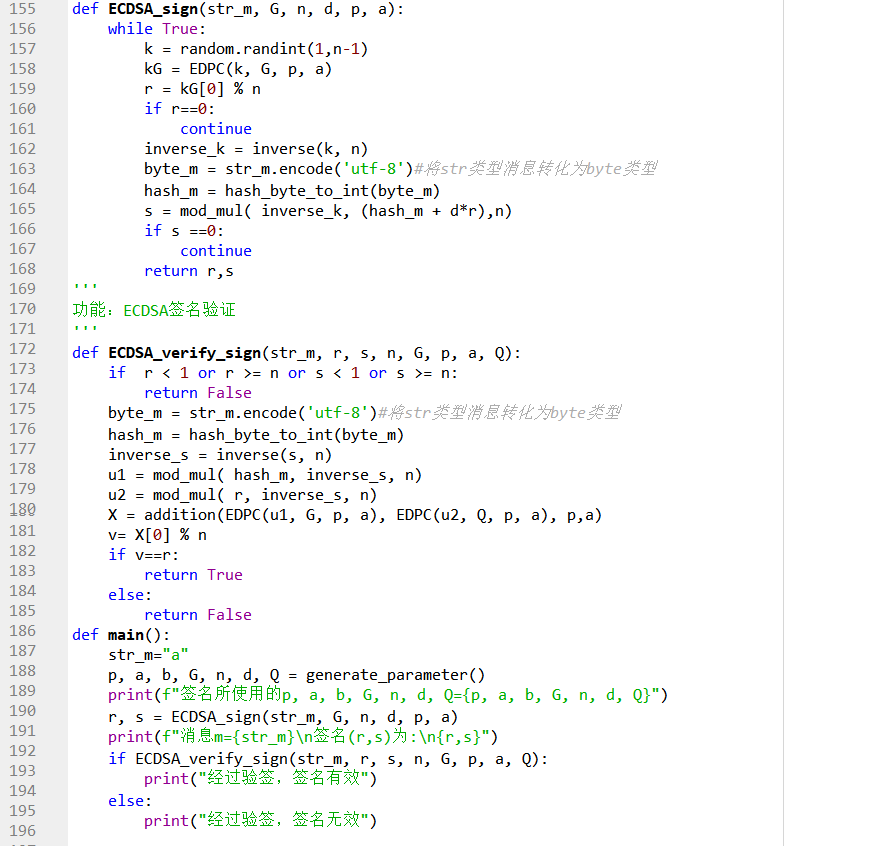 155 def ECDSA_sign(str_m, G, n, d, p, a):
156     while True:
157         k = random.randint(1,n-1)
158         kG = EDPC(k, G, p, a)
159         r = kG[0] % n
160         if r==0:
161             continue
162         inverse_k = inverse(k, n)
163         byte_m = str_m.encode('utf-8')#将str类型消息转化为byte类型
164         hash_m = hash_byte_to_int(byte_m)
165         s = mod_mul( inverse_k, (hash_m + d*r),n)
166         if s ==0:
167             continue
168         return r,s
169 '''
170 功能：ECDSA签名验证
171 '''
172 def ECDSA_verify_sign(str_m, r, s, n, G, p, a, Q):
173     if  r < 1 or r >= n or s < 1 or s >= n:
174         return False
175     byte_m = str_m.encode('utf-8')#将str类型消息转化为byte类型
176     hash_m = hash_byte_to_int(byte_m)
177     inverse_s = inverse(s, n)
178     u1 = mod_mul( hash_m, inverse_s, n)
179     u2 = mod_mul( r, inverse_s, n)
180     X = addition(EDPC(u1, G, p, a), EDPC(u2, Q, p, a), p,a)
181     v= X[0] % n
182     if v==r:
183         return True
184     else:
185         return False
186 def main():
187     str_m="a"
188     p, a, b, G, n, d, Q = generate_parameter()
189     print(f"签名所使用的p, a, b, G, n, d, Q={p, a, b, G, n, d, Q}")
190     r, s = ECDSA_sign(str_m, G, n, d, p, a)
191     print(f"消息m={str_m}\n签名(r,s)为:\n{r,s}")
192     if ECDSA_verify_sign(str_m, r, s, n, G, p, a, Q):
193         print("经过验签，签名有效")
194     else:
195         print("经过验签，签名无效")
196